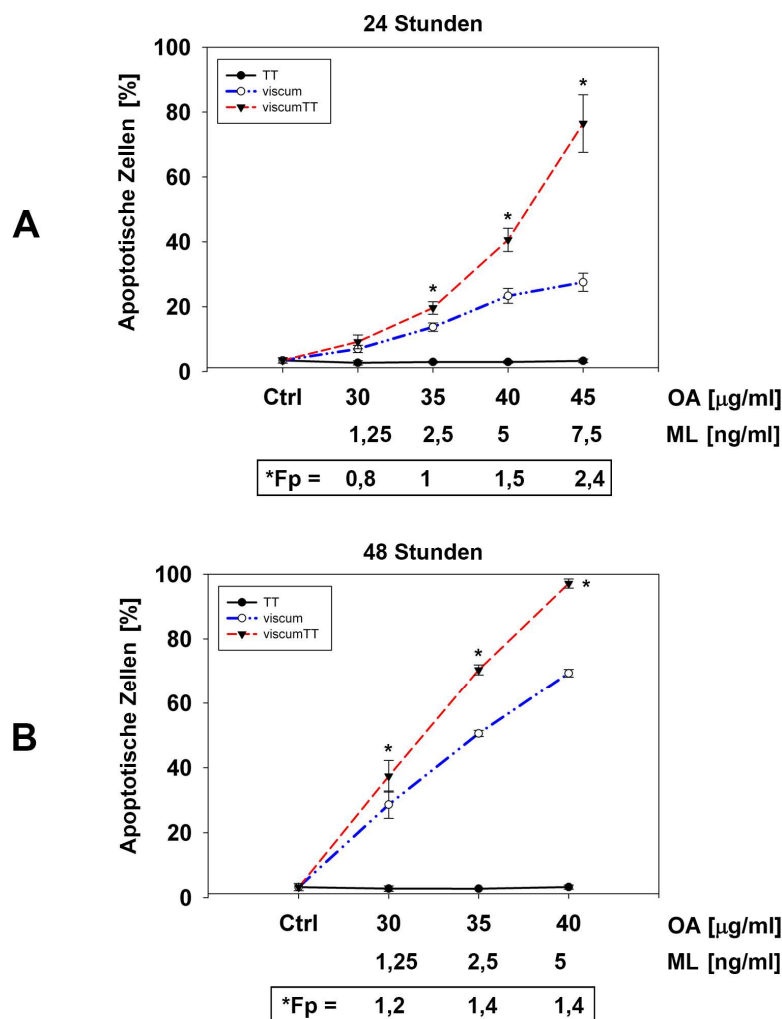 24 Stunden
A
Apoptotische Zellen [%]
100
80
60
40
20
0
TT
viscum
viscumTT
*
*
*
*
Ctrl 30 35 40 45 OA [µg/ml]
1,25 2,5 5 7,5 ML [ng/ml]
*Fp = 0,8 1 1,5 2,4
48 Stunden
B
Apoptotische Zellen [%]
100
80
60
40
20
0
TT
viscum
viscumTT
*
*
*
Ctrl 30 35 40 OA [µg/ml]
1,25 2,5 5 ML [ng/ml]
*Fp = 1,2 1,4 1,4